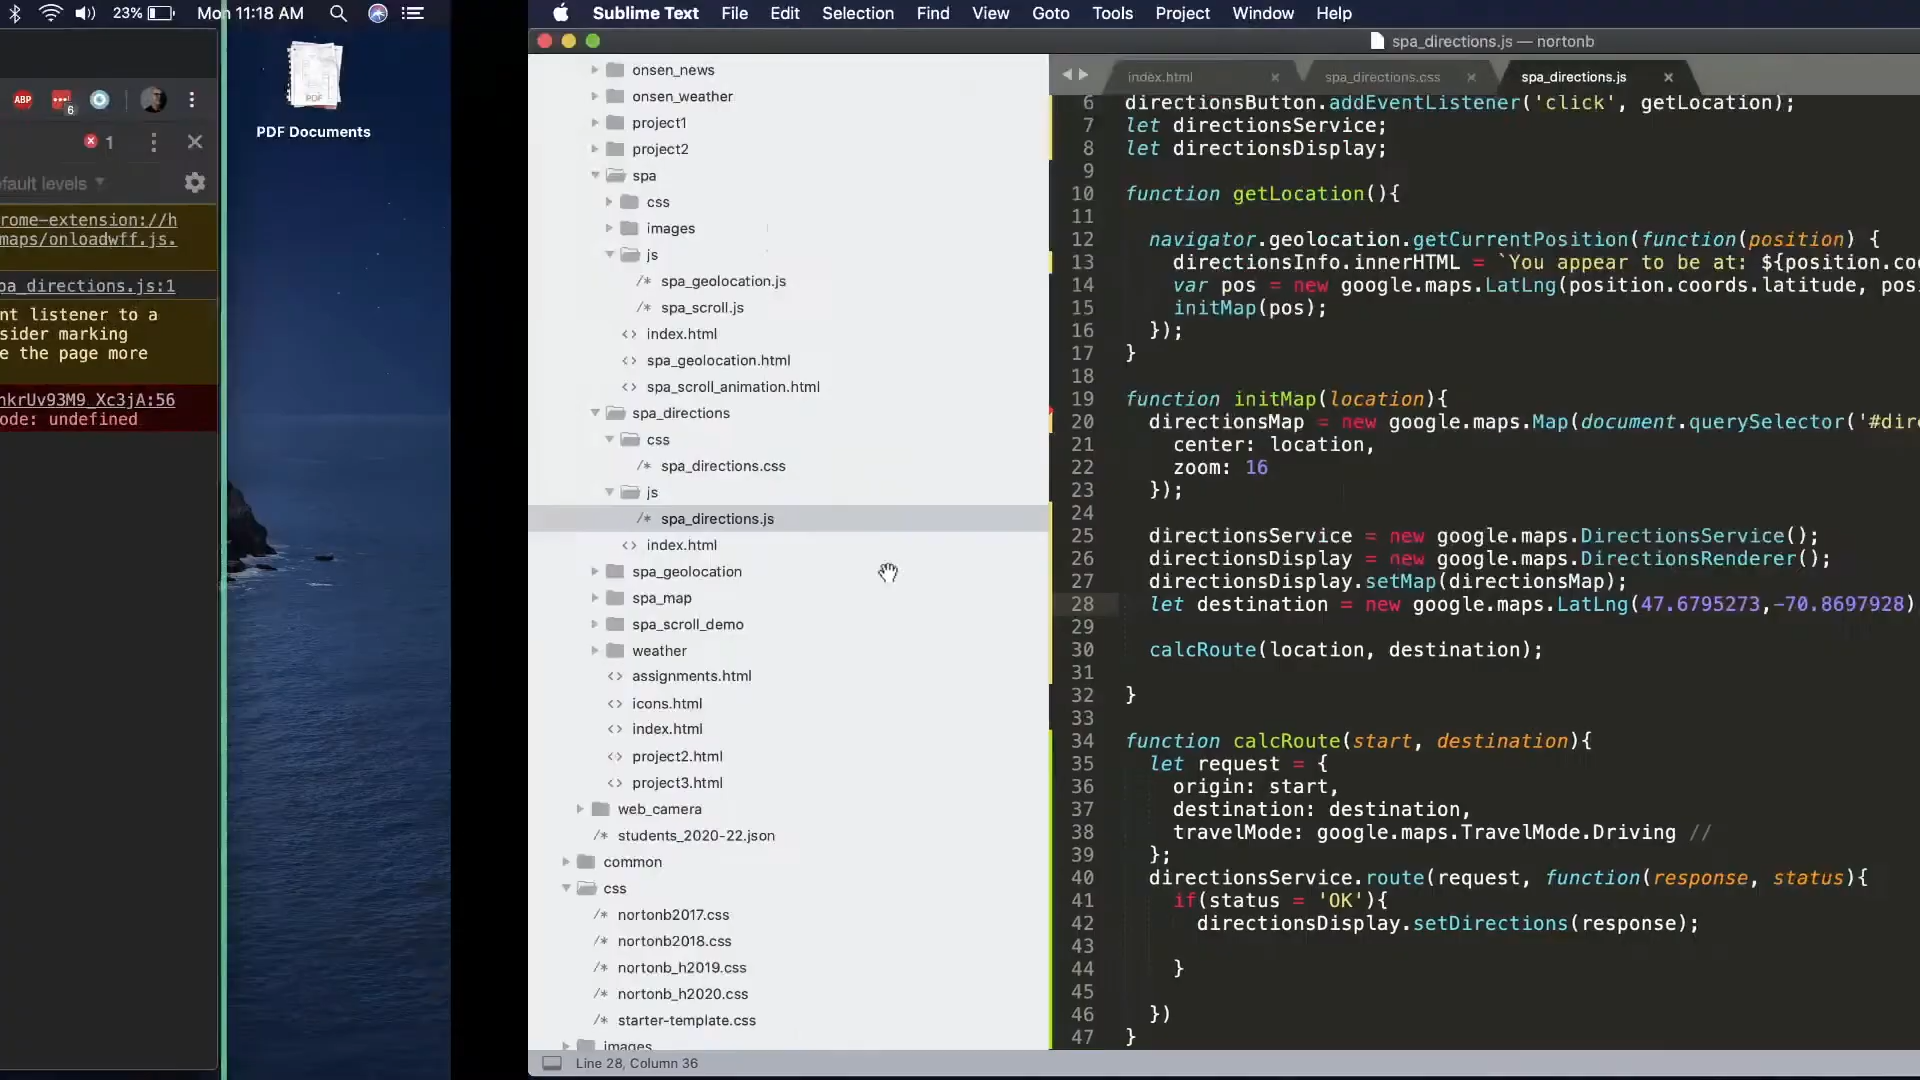 23%
Mon 11:18 AM
Sublime Text File Edit Selection Find View Goto Tools Project Window Help
spa_directions.js — nortonb
PDF
PDF Documents
ABP
6
1
fault levels
rome-extension://h
maps/onloadwff.js.
pa_directions.js:1
nt listener to a
sider marking
e the page more
nkrUv93M9_Xc3jA:56
ode: undefined
onsen_news
onsen_weather
project1
project2
spa
css
images
js
/* spa_geolocation.js
/* spa_scroll.js
<> index.html
<> spa_geolocation.html
<> spa_scroll_animation.html
spa_directions
css
/* spa_directions.css
js
/* spa_directions.js
<> index.html
spa_geolocation
spa_map
spa_scroll_demo
weather
<> assignments.html
<> icons.html
<> index.html
<> project2.html
<> project3.html
web_camera
/* students_2020-22.json
common
css
/* nortonb2017.css
/* nortonb2018.css
/* nortonb_h2019.css
/* nortonb_h2020.css
/* starter-template.css
images
index.html × spa_directions.css × spa_directions.js ×
6 directionsButton.addEventListener('click', getLocation);
7 let directionsService;
8 let directionsDisplay;
9
10 function getLocation(){
11
12 navigator.geolocation.getCurrentPosition(function(position) {
13 directionsInfo.innerHTML = `You appear to be at: ${position.co
14 var pos = new google.maps.LatLng(position.coords.latitude, pos
15 initMap(pos);
16 });
17 }
18
19 function initMap(location){
20 directionsMap = new google.maps.Map(document.querySelector('#dir
21 center: location,
22 zoom: 16
23 });
24
25 directionsService = new google.maps.DirectionsService();
26 directionsDisplay = new google.maps.DirectionsRenderer();
27 directionsDisplay.setMap(directionsMap);
28 let destination = new google.maps.LatLng(47.6795273,-70.8697928)
29
30 calcRoute(location, destination);
31
32 }
33
34 function calcRoute(start, destination){
35 let request = {
36 origin: start,
37 destination: destination,
38 travelMode: google.maps.TravelMode.Driving //
39 };
40 directionsService.route(request, function(response, status){
41 if(status = 'OK'){
42 directionsDisplay.setDirections(response);
43
44 }
45
46 })
47 }
Line 28, Column 36